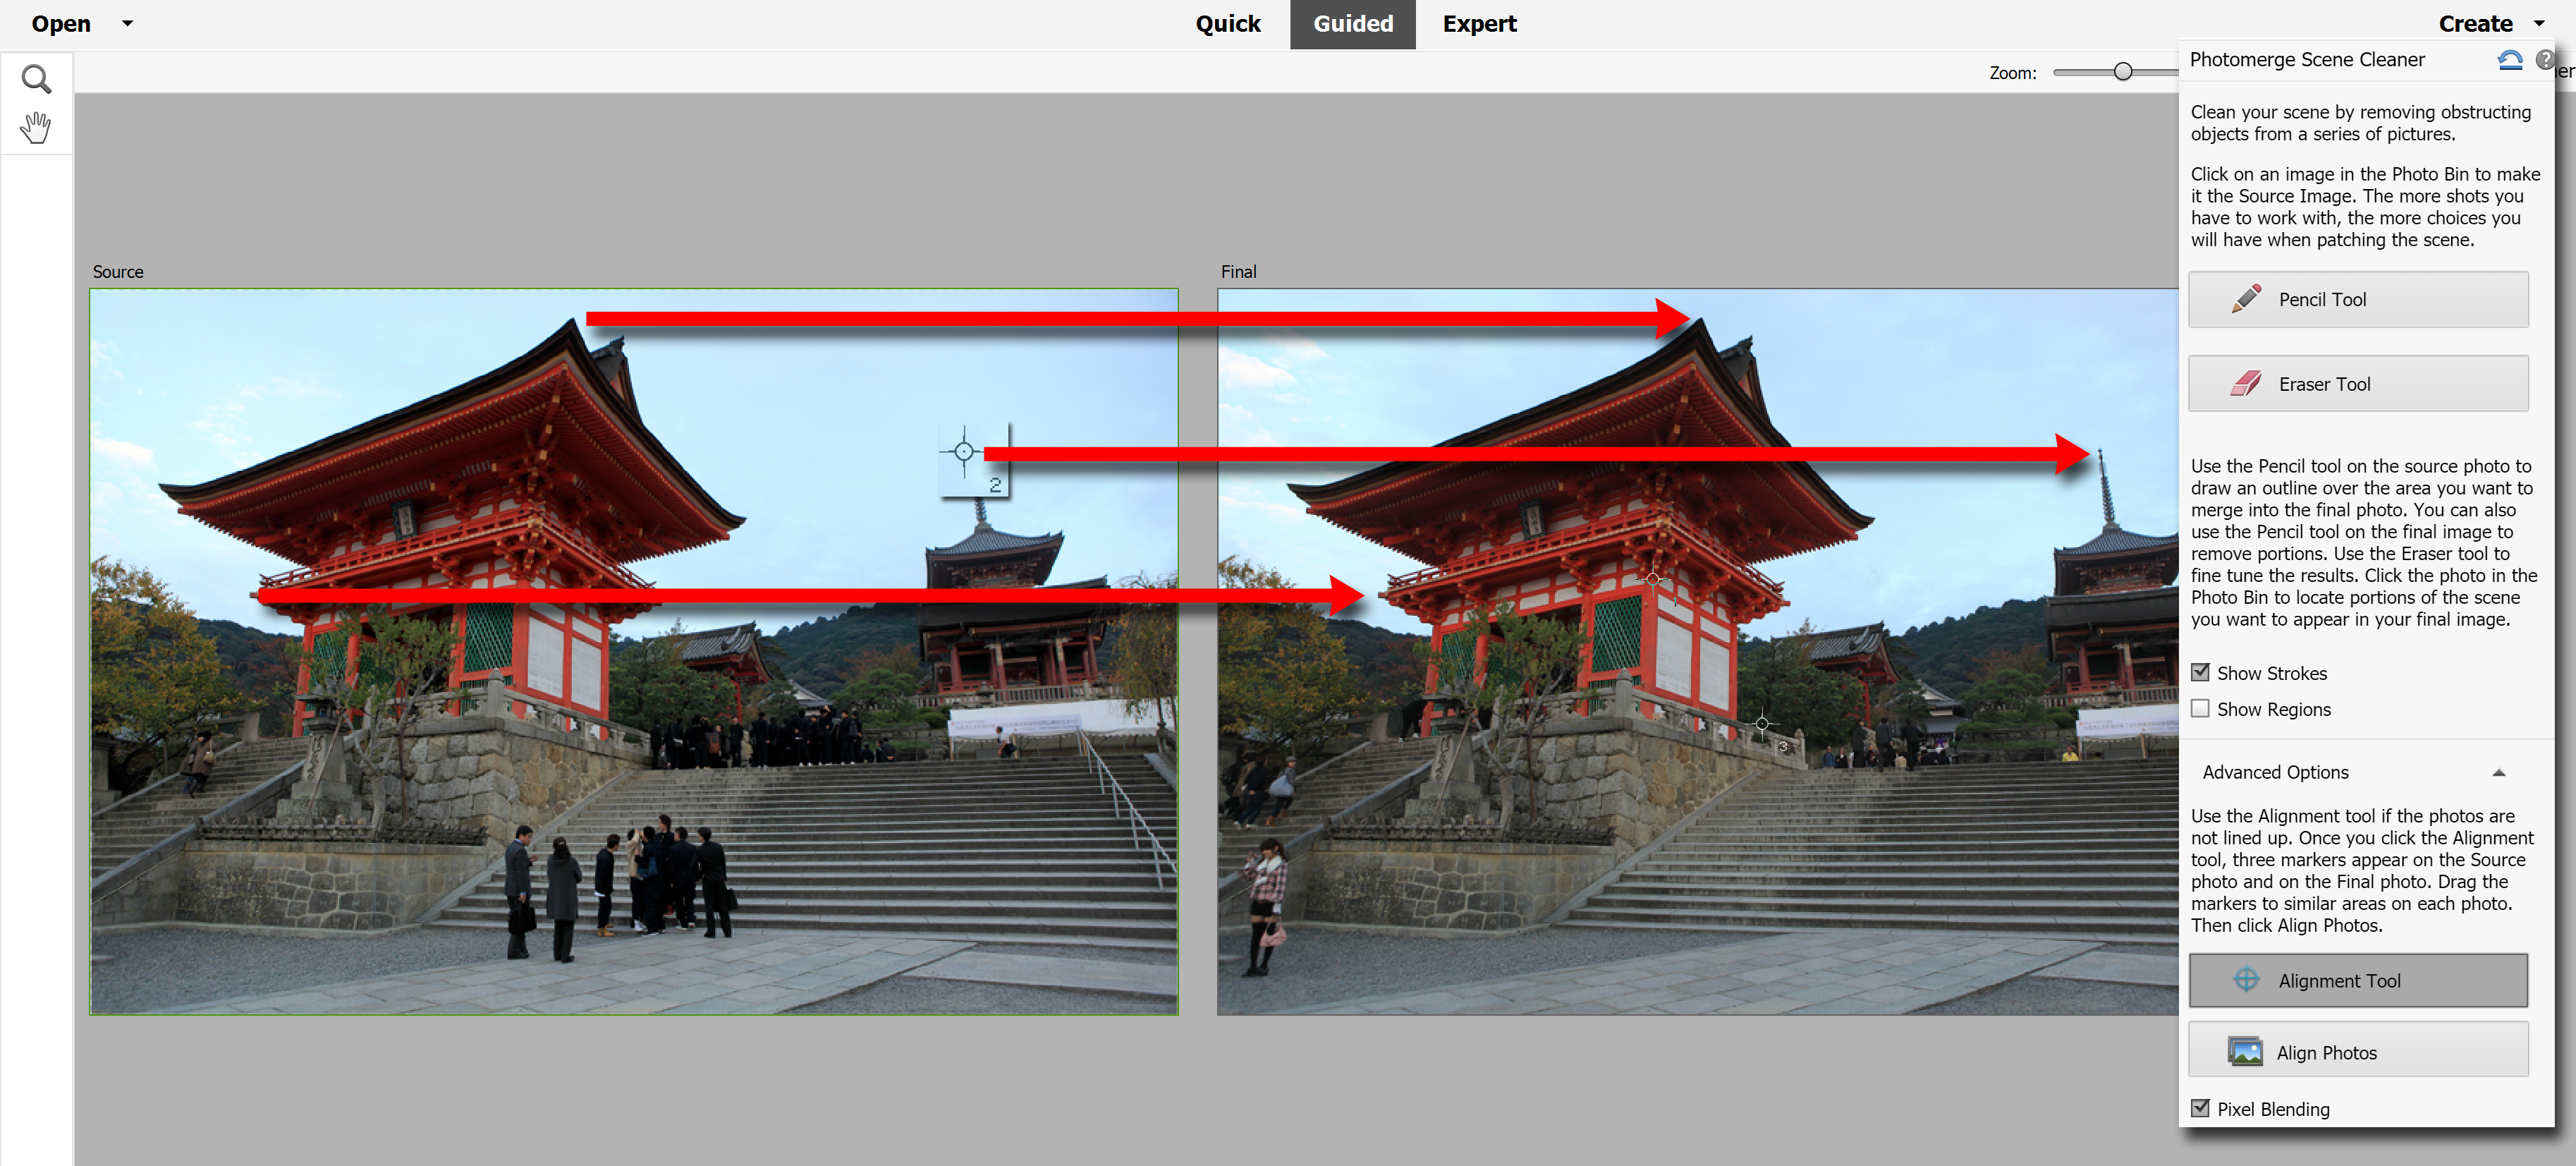 Open
Quick
Guided
Expert
Create
Zoom:
Photomerge Scene Cleaner
?
Clean your scene by removing obstructing
objects from a series of pictures.
Click on an image in the Photo Bin to make
it the Source Image. The more shots you
have to work with, the more choices you
will have when patching the scene.
Source
Final
Pencil Tool
Eraser Tool
2
Use the Pencil tool on the source photo to
draw an outline over the area you want to
merge into the final photo. You can also
use the Pencil tool on the final image to
remove portions. Use the Eraser tool to
fine tune the results. Click the photo in the
Photo Bin to locate portions of the scene
you want to appear in your final image.
Show Strokes
Show Regions
3
Advanced Options
Use the Alignment tool if the photos are
not lined up. Once you click the Alignment
tool, three markers appear on the Source
photo and on the Final photo. Drag the
markers to similar areas on each photo.
Then click Align Photos.
Alignment Tool
Align Photos
Pixel Blending